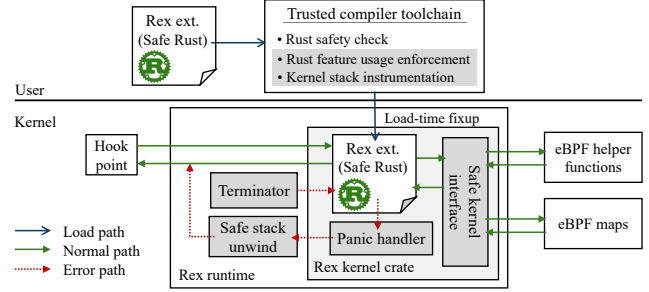 Rex ext.
(Safe Rust)
R
Trusted compiler toolchain
• Rust safety check
• Rust feature usage enforcement
• Kernel stack instrumentation
User
Kernel
Load-time fixup
Hook
point
Rex ext.
(Safe Rust)
R
Safe kernel
interface
eBPF helper
functions
Terminator
Safe stack
unwind
Panic handler
eBPF maps
Load path
Normal path
Error path
Rex runtime
Rex kernel crate